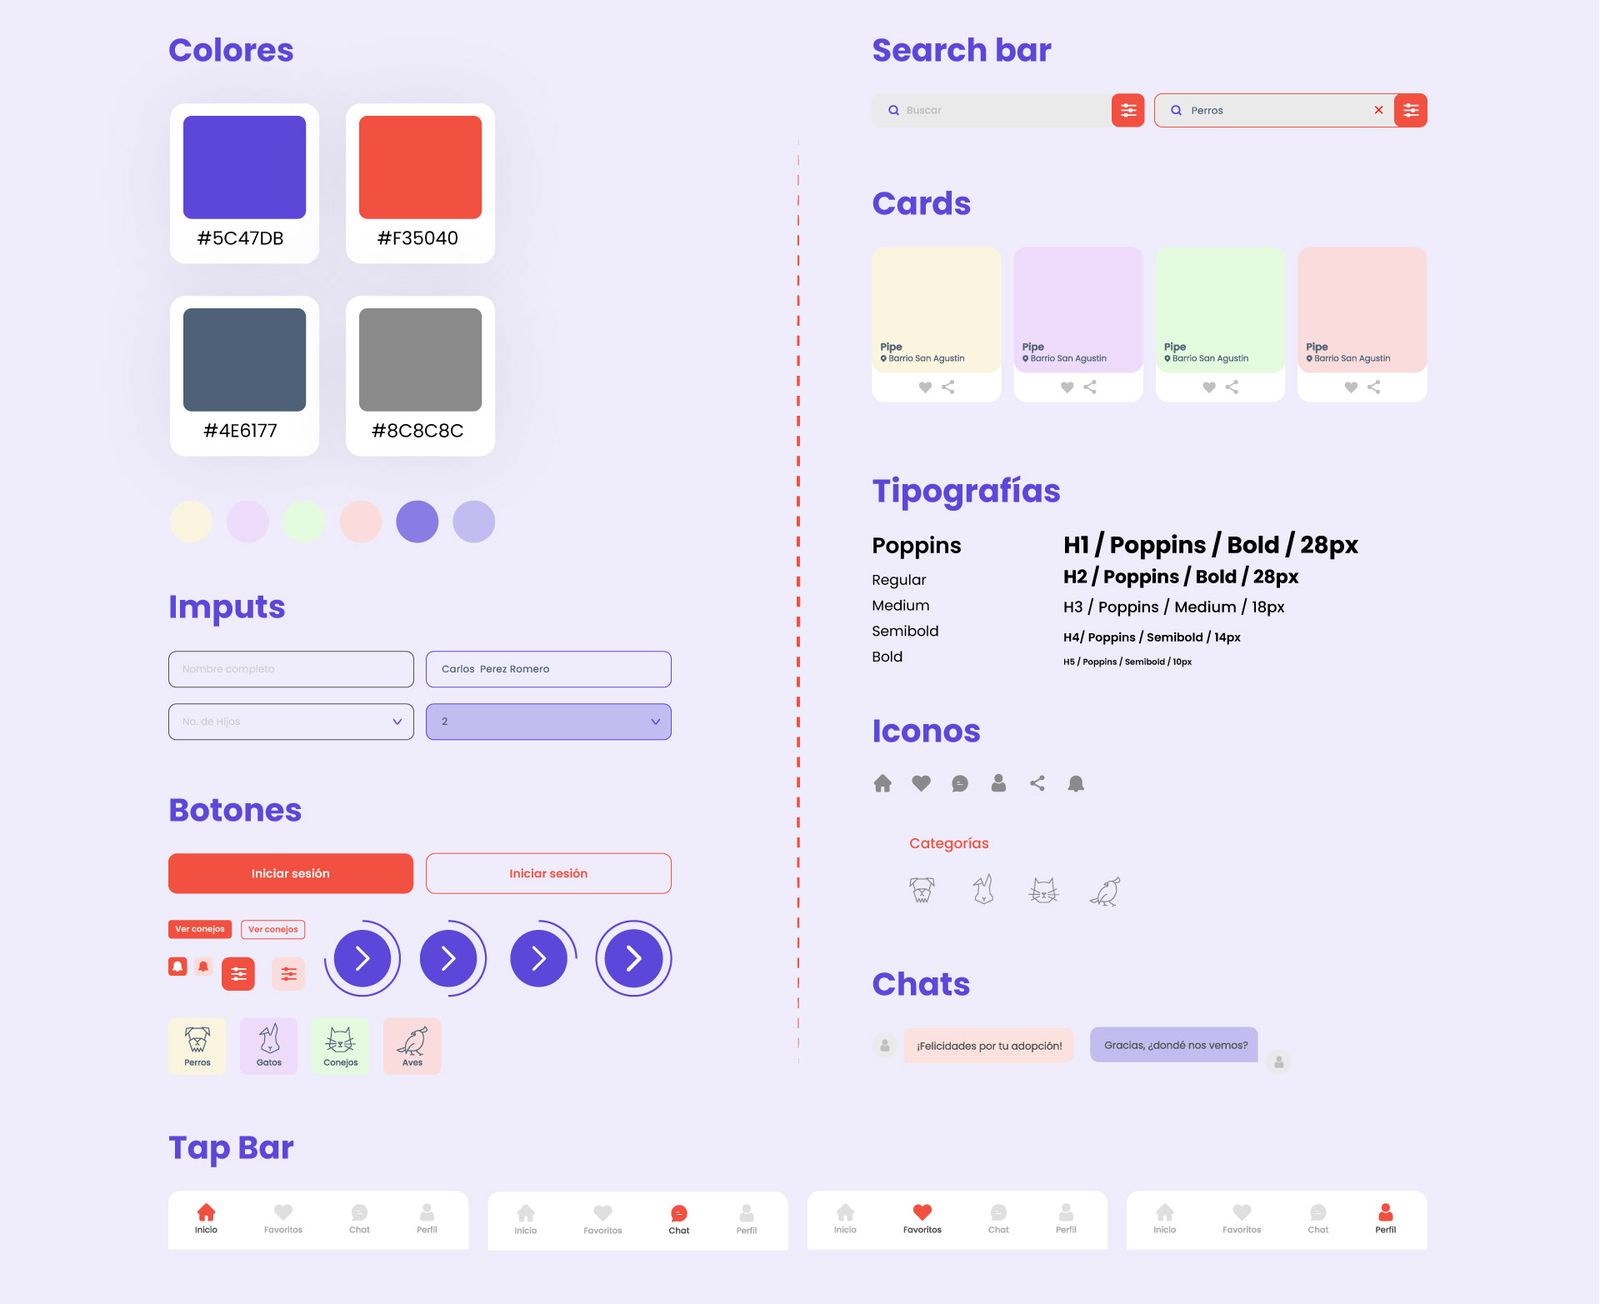 Colores
#5C47DB
#F35040
#4E6177
#8C8C8C
Imputs
Nombre completo
Carlos  Perez Romero
No. de Hijos
2
Botones
Iniciar sesión
Iniciar sesión
Ver conejos
Ver conejos
Perros
Gatos
Conejos
Aves
Search bar
Buscar
Perros
Cards
Pipe
Barrio San Agustin
Pipe
Barrio San Agustin
Pipe
Barrio San Agustin
Pipe
Barrio San Agustin
Tipografías
Poppins
Regular
Medium
Semibold
Bold
H1 / Poppins / Bold / 28px
H2 / Poppins / Bold / 28px
H3 / Poppins / Medium / 18px
H4/ Poppins / Semibold / 14px
H5 / Poppins / Semibold / 10px
Iconos
Categorías
Chats
¡Felicidades por tu adopción!
Gracias, ¿dondé nos vemos?
Tap Bar
Inicio
Favoritos
Chat
Perfil
Inicio
Favoritos
Chat
Perfil
Inicio
Favoritos
Chat
Perfil
Inicio
Favoritos
Chat
Perfil